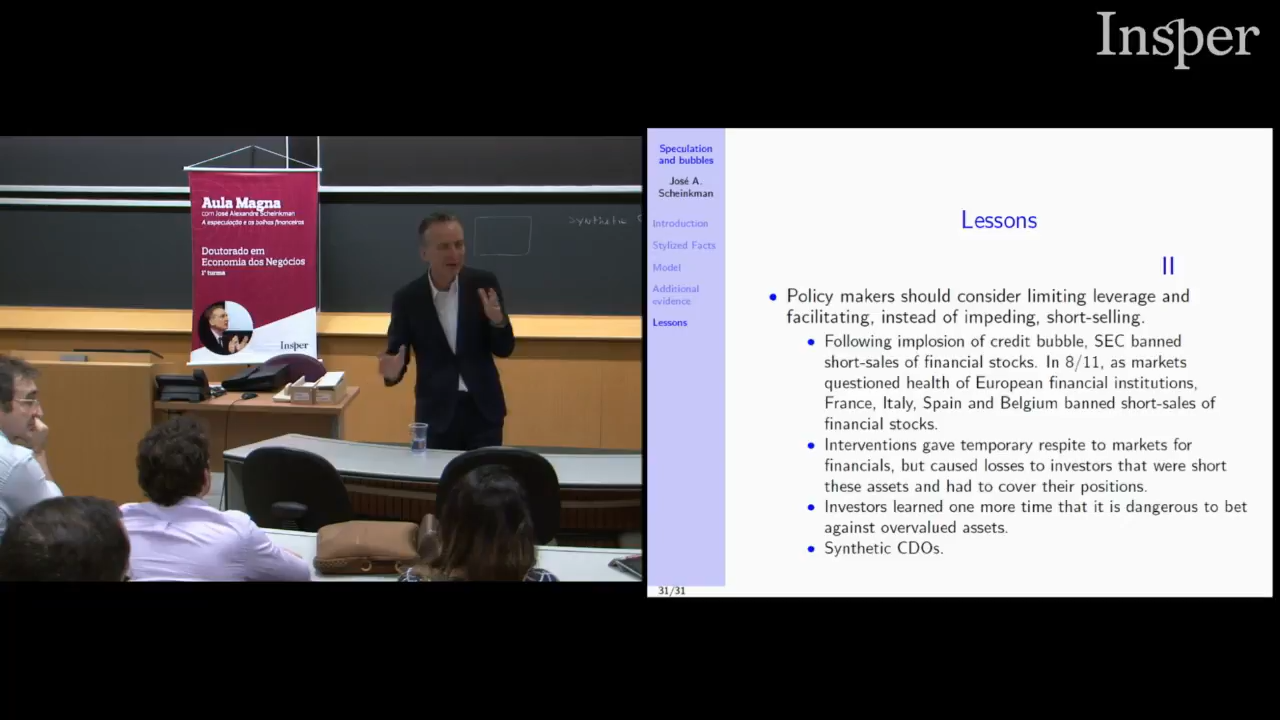 Insper
Aula Magna
com José Alexandre Scheinkman
A especulação e as bolhas financeiras
Doutorado em
Economia dos Negócios
1ª turma
Insper
Synthetic
Speculation
and bubbles
José A.
Scheinkman
Introduction
Stylized Facts
Model
Additional
evidence
Lessons
Lessons
II
• Policy makers should consider limiting leverage and
facilitating, instead of impeding, short-selling.
• Following implosion of credit bubble, SEC banned
short-sales of financial stocks. In 8/11, as markets
questioned health of European financial institutions,
France, Italy, Spain and Belgium banned short-sales of
financial stocks.
• Interventions gave temporary respite to markets for
financials, but caused losses to investors that were short
these assets and had to cover their positions.
• Investors learned one more time that it is dangerous to bet
against overvalued assets.
• Synthetic CDOs.
31/31